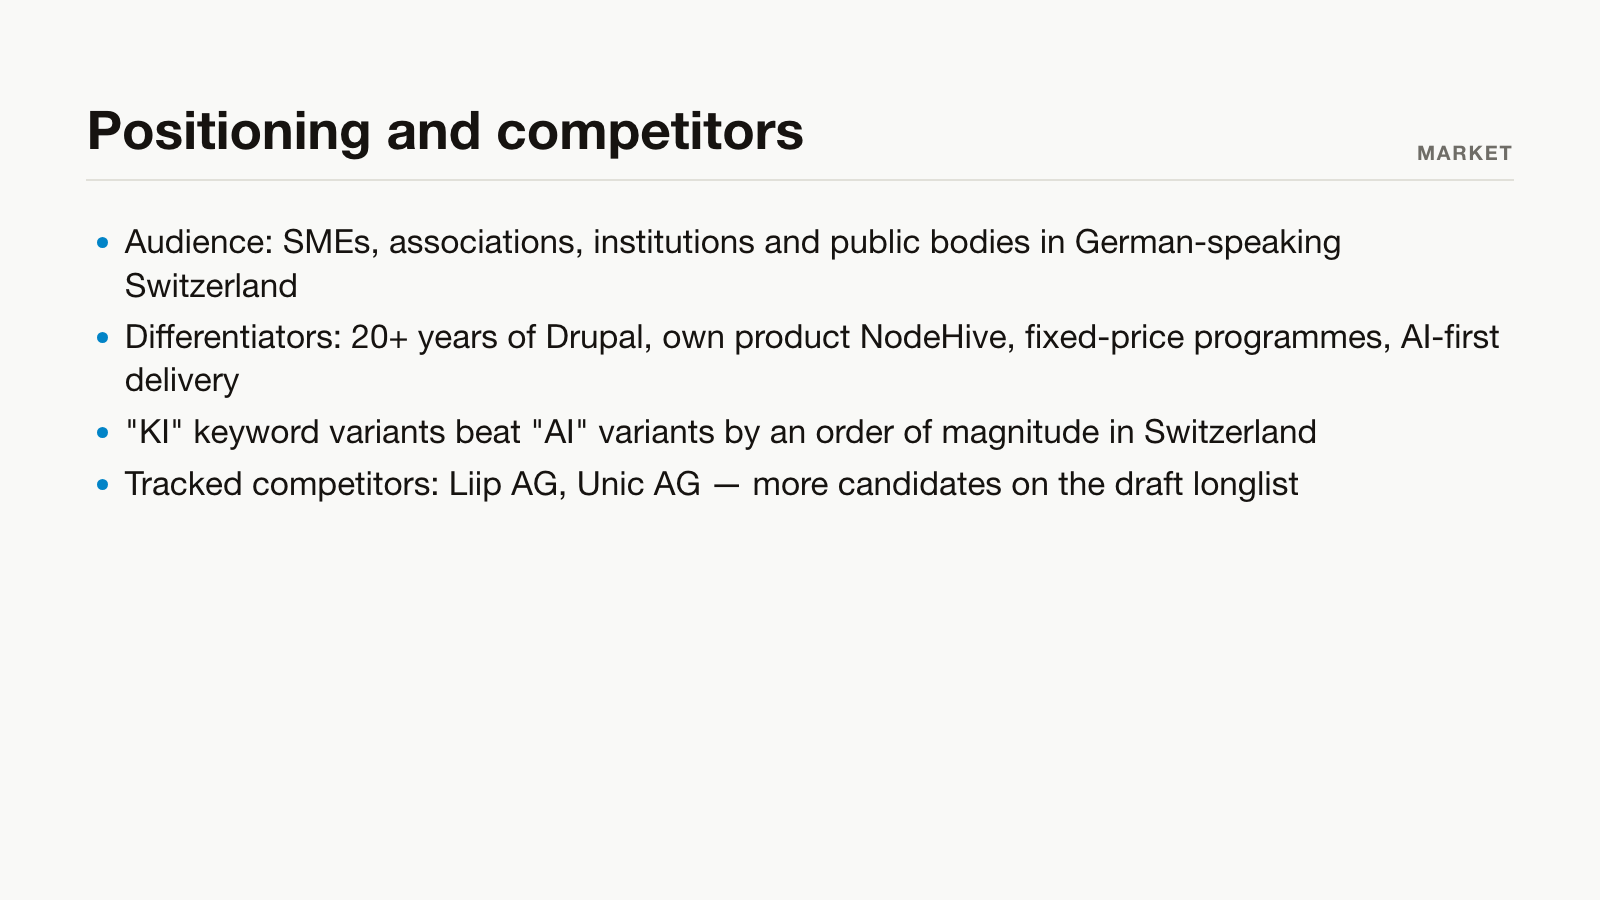 Positioning and competitors
MARKET
• Audience: SMEs, associations, institutions and public bodies in German-speaking
Switzerland
• Differentiators: 20+ years of Drupal, own product NodeHive, fixed-price programmes, AI-first
delivery
• "KI" keyword variants beat "AI" variants by an order of magnitude in Switzerland
• Tracked competitors: Liip AG, Unic AG — more candidates on the draft longlist